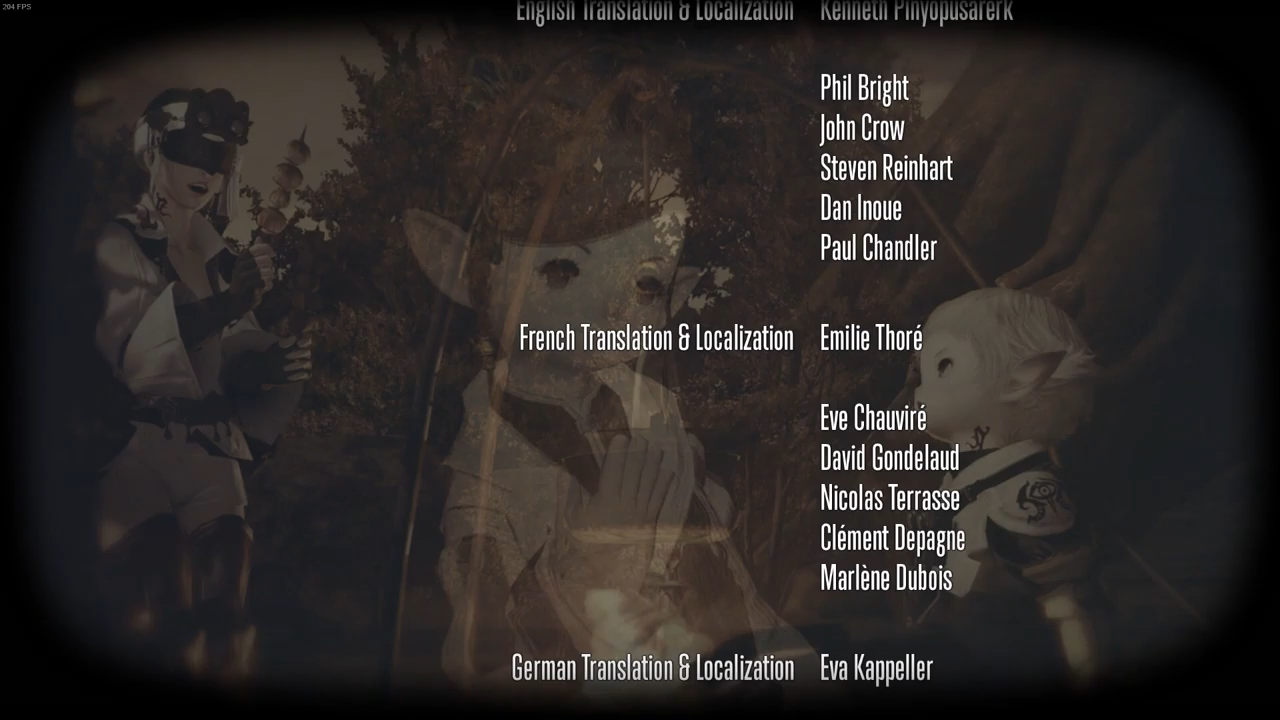 204 FPS
English Translation & Localization Kenneth Pinyopusarerk
Phil Bright
John Crow
Steven Reinhart
Dan Inoue
Paul Chandler
French Translation & Localization Emilie Thoré
Eve Chauviré
David Gondelaud
Nicolas Terrasse
Clément Depagne
Marlène Dubois
German Translation & Localization Eva Kappeller